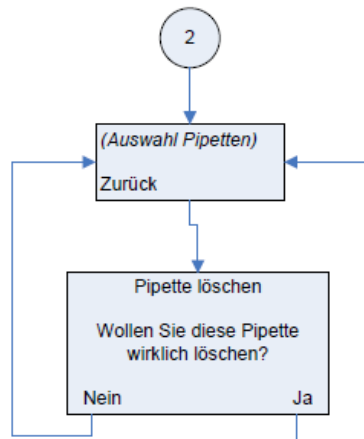 2
(Auswahl Pipetten)
Zurück
Pipette löschen
Wollen Sie diese Pipette
wirklich löschen?
Nein Ja